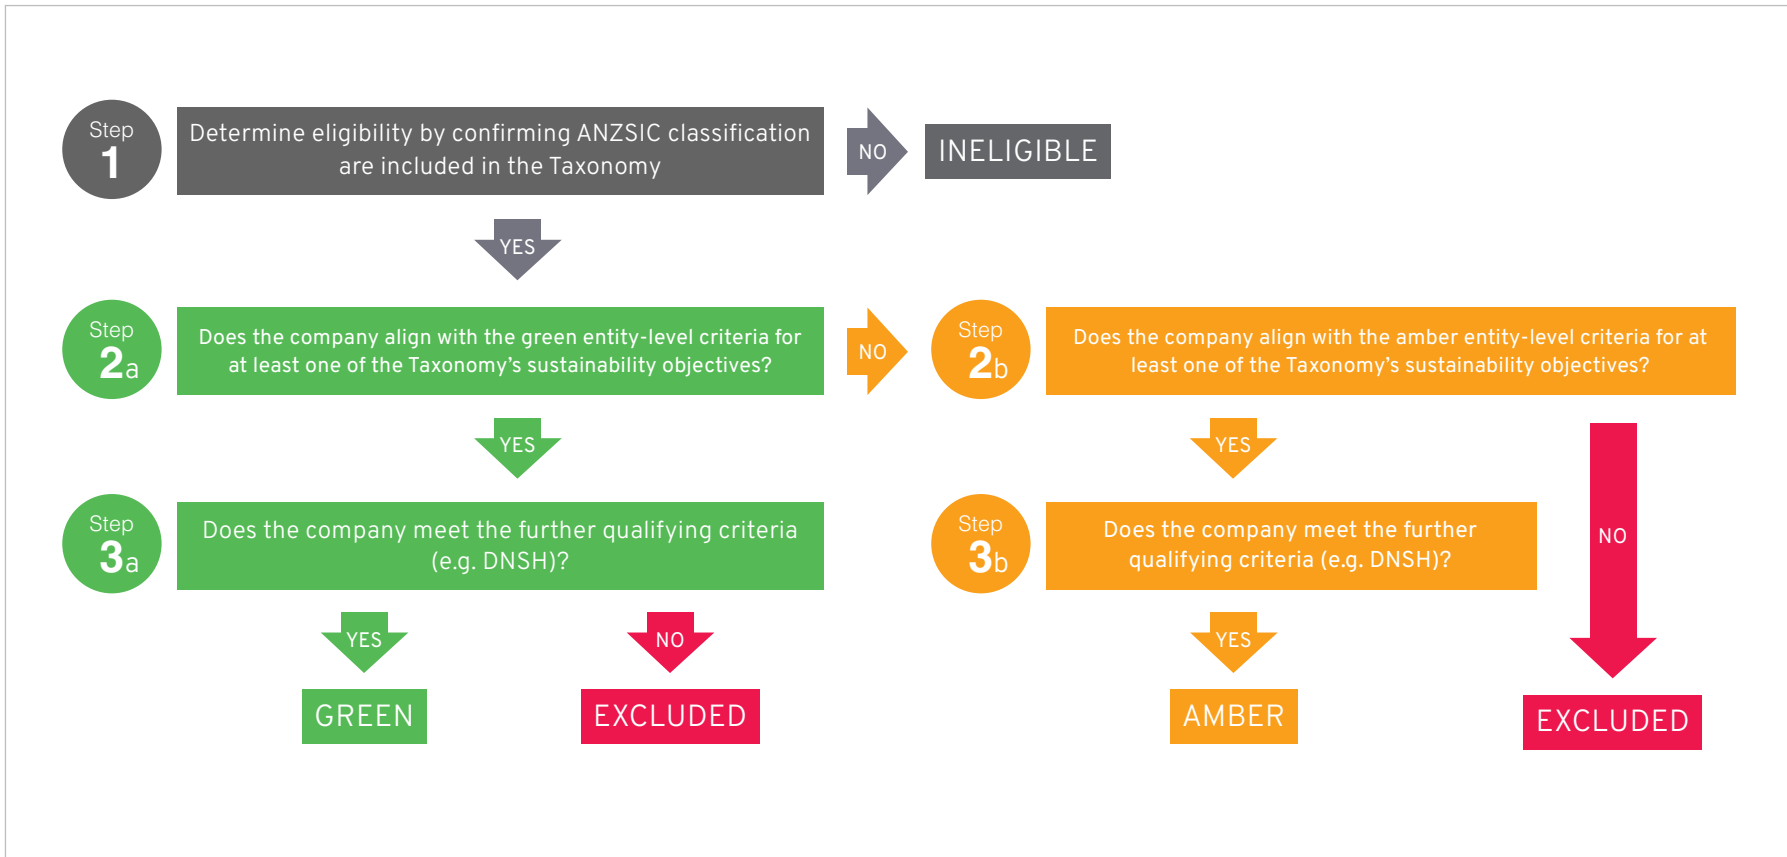 Step
1
Determine eligibility by confirming ANZSIC classification
are included in the Taxonomy
NO
INELIGIBLE
YES
Step
2a
Does the company align with the green entity-level criteria for
at least one of the Taxonomy's sustainability objectives?
NO
Step
2b
Does the company align with the amber entity-level criteria for at
least one of the Taxonomy's sustainability objectives?
YES
YES
NO
Step
3a
Does the company meet the further qualifying criteria
(e.g. DNSH)?
Step
3b
Does the company meet the further
qualifying criteria (e.g. DNSH)?
YES
NO
YES
GREEN
EXCLUDED
AMBER
EXCLUDED